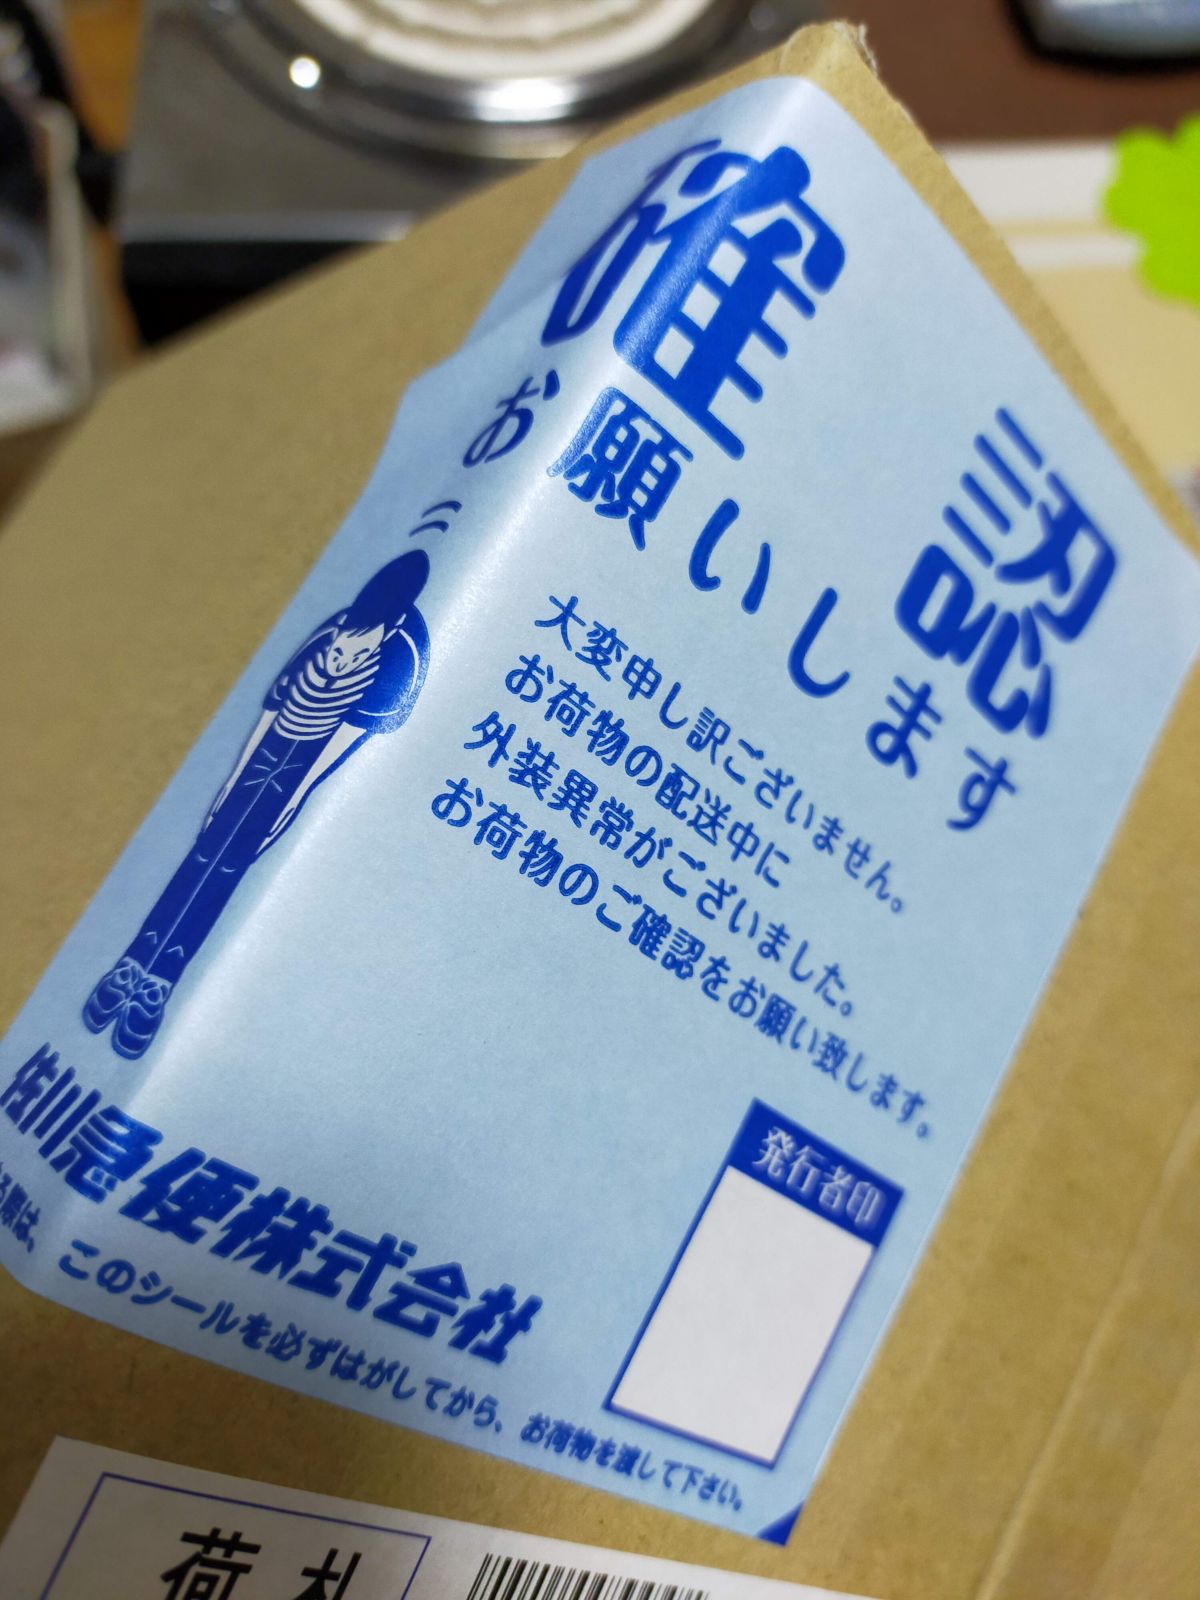 確認
お願いします
大変申し訳ございません。
お荷物の配送中に
外装異常がございました。
お荷物のご確認をお願い致します。
発行者印
佐川急便株式会社
る際は、このシールを必ずはがしてから、お荷物を渡して下さい。
荷札